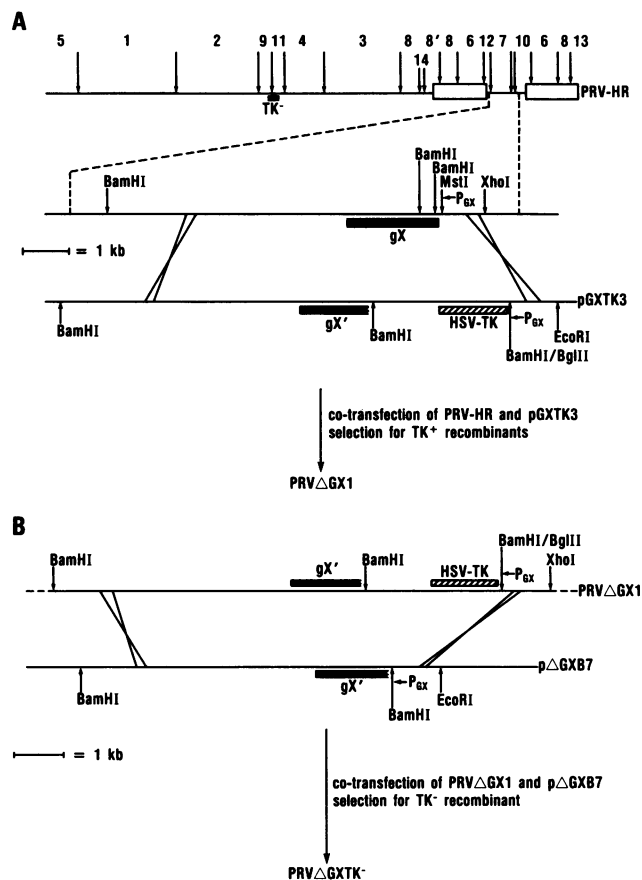 A
5 1 2 9 11 4 3 8 8' 8 6 12 7 10 6 8 13
14
PRV-HR
TK-
BamHI
BamHI
BamHI
MstI
XhoI
PGX
gX
= 1 kb
pGXTK3
BamHI
gX'
BamHI
HSV-TK
PGX
EcoRI
BamHI/BglII
co-transfection of PRV-HR and pGXTK3
selection for TK+ recombinants
PRV△GX1
B
BamHI/BglII
BamHI
gX'
BamHI
HSV-TK
PGX
XhoI
PRV△GX1
p△GXB7
BamHI
gX'
PGX
EcoRI
BamHI
= 1 kb
co-transfection of PRV△GX1 and p△GXB7
selection for TK- recombinant
PRV△GXTK-